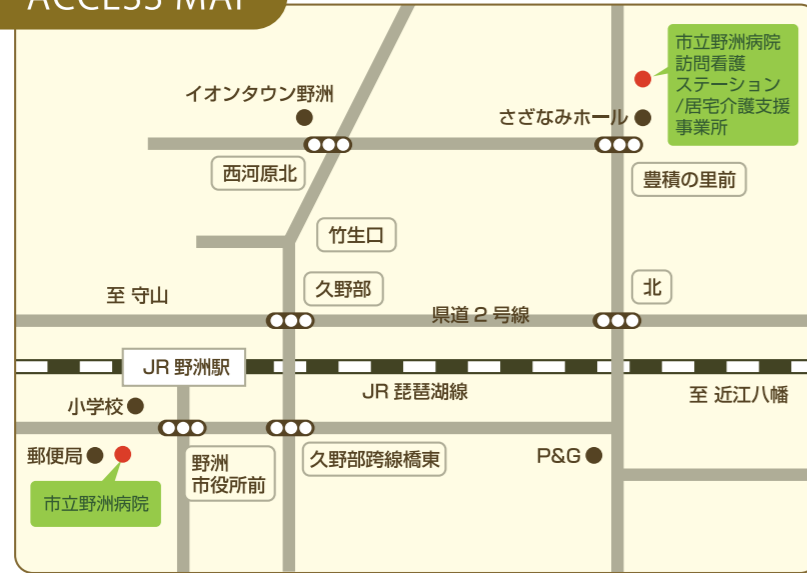 ACCESS MAP
市立野洲病院
訪問看護
ステーション
/居宅介護支援
事業所
イオンタウン野洲
さざなみホール
西河原北
豊積の里前
竹生口
久野部
北
至 守山
県道 2 号線
JR 野洲駅
JR 琵琶湖線
至 近江八幡
小学校
郵便局
野洲
市役所前
久野部跨線橋東
P&G
市立野洲病院